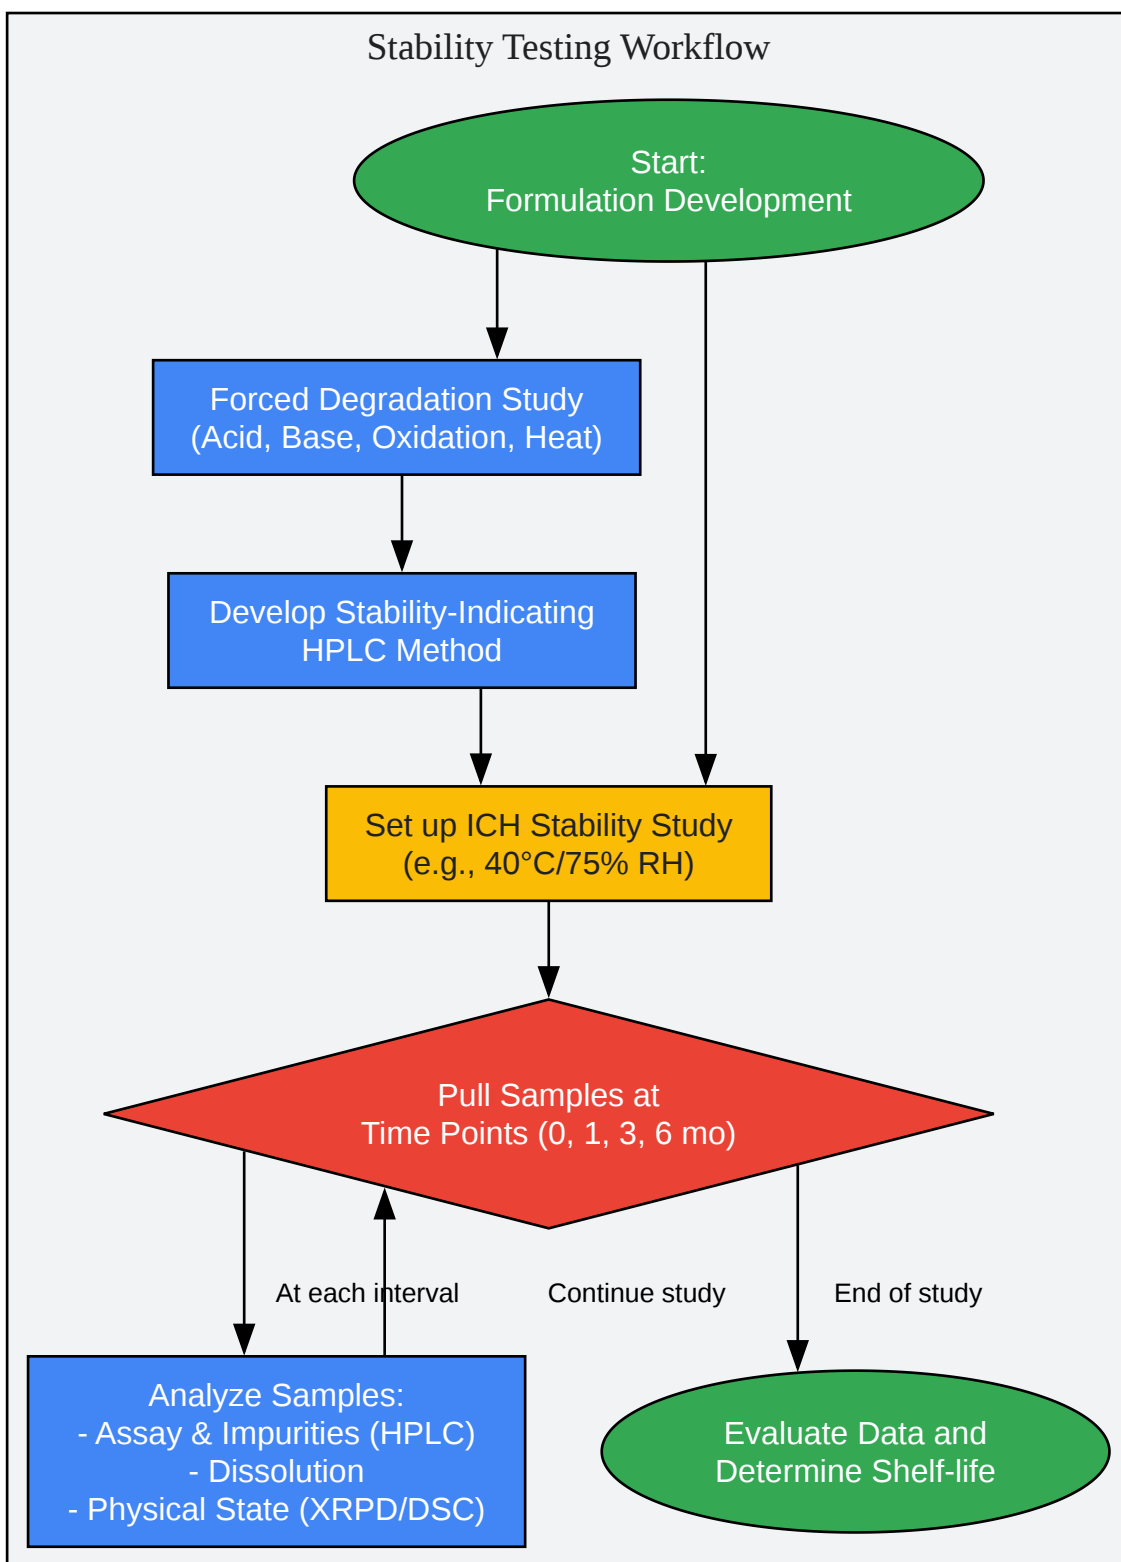 Stability Testing Workflow
Start:
Formulation Development
Forced Degradation Study
(Acid, Base, Oxidation, Heat)
Develop Stability-Indicating
HPLC Method
Set up ICH Stability Study
(e.g., 40°C/75% RH)
Pull Samples at
Time Points (0, 1, 3, 6 mo)
At each interval
Continue study
End of study
Analyze Samples:
- Assay & Impurities (HPLC)
- Dissolution
- Physical State (XRPD/DSC)
Evaluate Data and
Determine Shelf-life